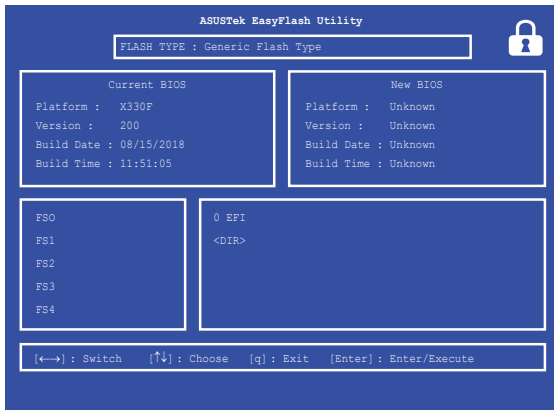 ASUSTek EasyFlash Utility
FLASH TYPE : Generic Flash Type
Current BIOS
Platform : X330F
Version : 200
Build Date : 08/15/2018
Build Time : 11:51:05
New BIOS
Platform : Unknown
Version : Unknown
Build Date : Unknown
Build Time : Unknown
FS0
FS1
FS2
FS3
FS4
0 EFI
<DIR>
[←→] : Switch [↑↓] : Choose [q] : Exit [Enter] : Enter/Execute